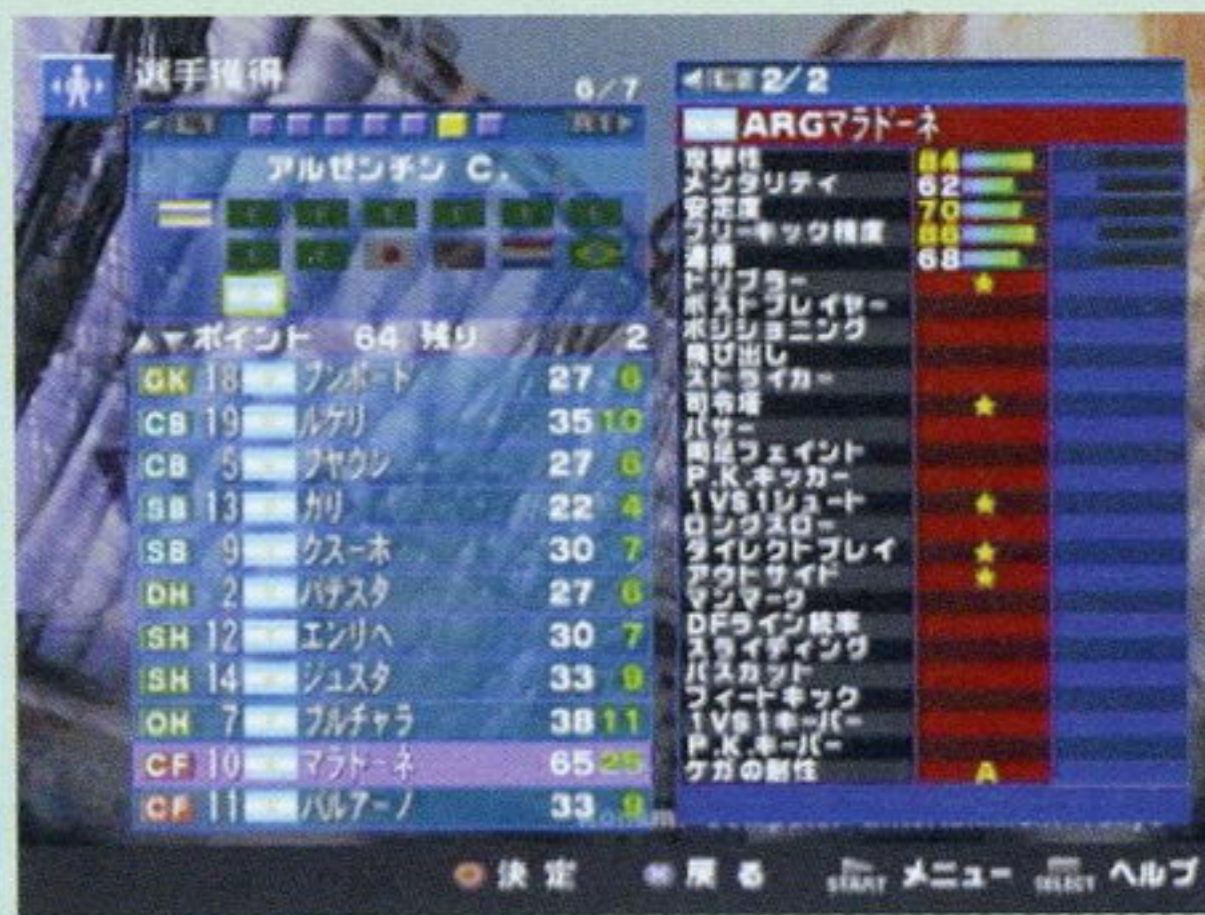 選手獲得 6/7
L1 R1
アルゼンチン C.
ポイント 64 残り 2
GK 18 ブンボート 27 6
CB 19 ルケリ 35 10
CB 5 ブヤウン 27 6
SB 13 ガリ 22 4
SB 9 クスーホ 30 7
DH 2 バチスタ 27 6
SH 12 エンリヘ 30 7
SH 14 ジュスタ 33 9
OH 7 ブルチャラ 38 11
CF 10 マラドーネ 65 25
CF 11 バルアーノ 33 9
2/2
ARGマラドーネ
攻撃性 84
メンタリティ 62
安定度 70
フリーキック精度 86
連携 68
ドリブラー ★
ポストプレイヤー
ポジショニング
飛び出し
ストライカー
司令塔 ★
パサー
両足フェイント
P.K.キッカー
1VS1シュート ★
ロングスロー
ダイレクトプレイ ★
アウトサイド ★
マンマーク
DFライン統率
スライディング
パスカット
フィードキック
1VS1キーパー
P.K.キーパー
ケガの耐性 A
決定 戻る START メニュー SELECT ヘルプ